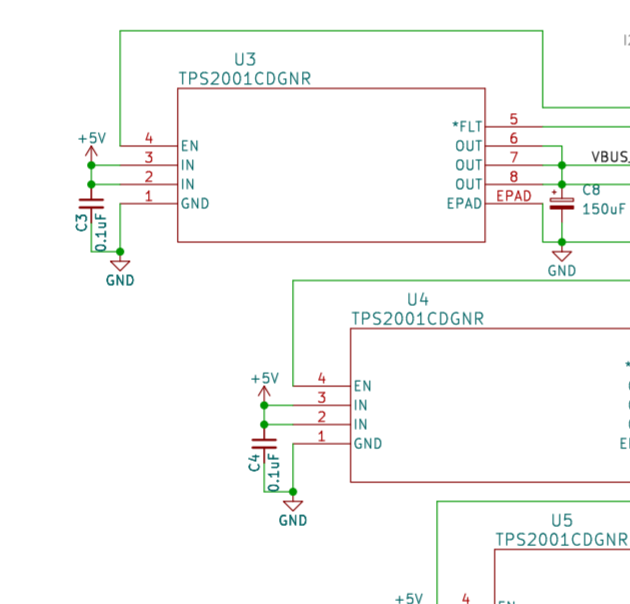 U3
TPS2001CDGNR
+5V
4 EN
3 IN
2 IN
1 GND
*FLT 5
OUT 6
OUT 7
OUT 8
EPAD EPAD
VBUS
C3
0.1uF
GND
+
C8
150uF
GND
U4
TPS2001CDGNR
+5V
4 EN
3 IN
2 IN
1 GND
C4
0.1uF
GND
U5
TPS2001CDGNR
+5V
4
EN